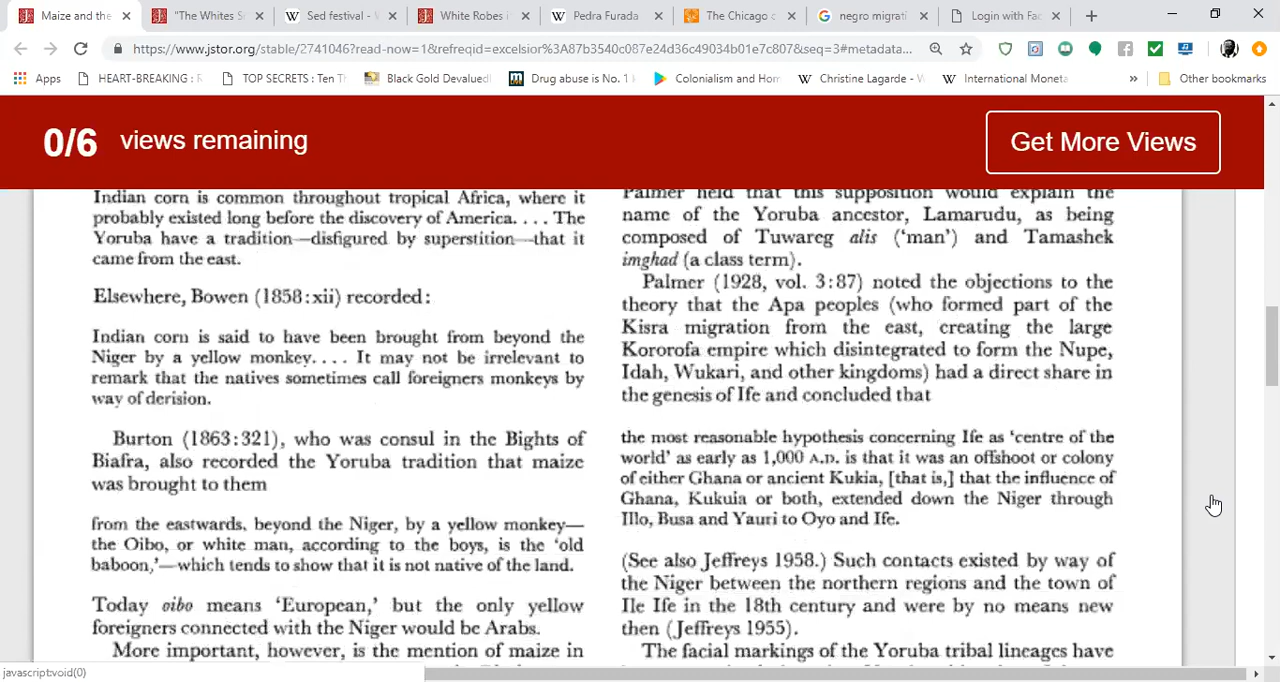 Maize and the
"The Whites S
Sed festival -
White Robes i
Pedra Furada
The Chicago
negro migrati
Login with Fac
https://www.jstor.org/stable/2741046?read-now=1&refreqid=excelsior%3A87b3540c087e24d36c49034b01e7c807&seq=3#metadata...
Apps
HEART-BREAKING :
TOP SECRETS : Ten Th
Black Gold Devalued
Drug abuse is No. 1
Colonialism and Hom
Christine Lagarde - W
International Moneta
»
Other bookmarks
0/6 views remaining
Get More Views
Indian corn is common throughout tropical Africa, where it
probably existed long before the discovery of America. . . . The
Yoruba have a tradition—disfigured by superstition—that it
came from the east.
Elsewhere, Bowen (1858:xii) recorded:
Indian corn is said to have been brought from beyond the
Niger by a yellow monkey. . . . It may not be irrelevant to
remark that the natives sometimes call foreigners monkeys by
way of derision.
Burton (1863:321), who was consul in the Bights of
Biafra, also recorded the Yoruba tradition that maize
was brought to them
from the eastwards, beyond the Niger, by a yellow monkey—
the Oibo, or white man, according to the boys, is the 'old
baboon,'—which tends to show that it is not native of the land.
Today oibo means 'European,' but the only yellow
foreigners connected with the Niger would be Arabs.
More important, however, is the mention of maize in
Palmer held that this supposition would explain the
name of the Yoruba ancestor, Lamarudu, as being
composed of Tuwareg alis ('man') and Tamashek
imghad (a class term).
Palmer (1928, vol. 3:87) noted the objections to the
theory that the Apa peoples (who formed part of the
Kisra migration from the east, creating the large
Kororofa empire which disintegrated to form the Nupe,
Idah, Wukari, and other kingdoms) had a direct share in
the genesis of Ife and concluded that
the most reasonable hypothesis concerning Ife as 'centre of the
world' as early as 1,000 A.D. is that it was an offshoot or colony
of either Ghana or ancient Kukia, [that is,] that the influence of
Ghana, Kukuia or both, extended down the Niger through
Illo, Busa and Yauri to Oyo and Ife.
(See also Jeffreys 1958.) Such contacts existed by way of
the Niger between the northern regions and the town of
Ile Ife in the 18th century and were by no means new
then (Jeffreys 1955).
The facial markings of the Yoruba tribal lineages have
javascript:void(0)